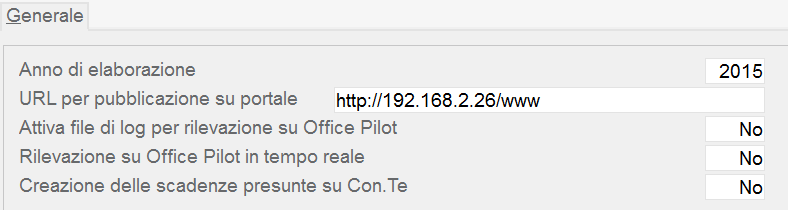 Generale
Anno di elaborazione 2015
URL per pubblicazione su portale http://192.168.2.26/www
Attiva file di log per rilevazione su Office Pilot No
Rilevazione su Office Pilot in tempo reale No
Creazione delle scadenze presunte su Con.Te No